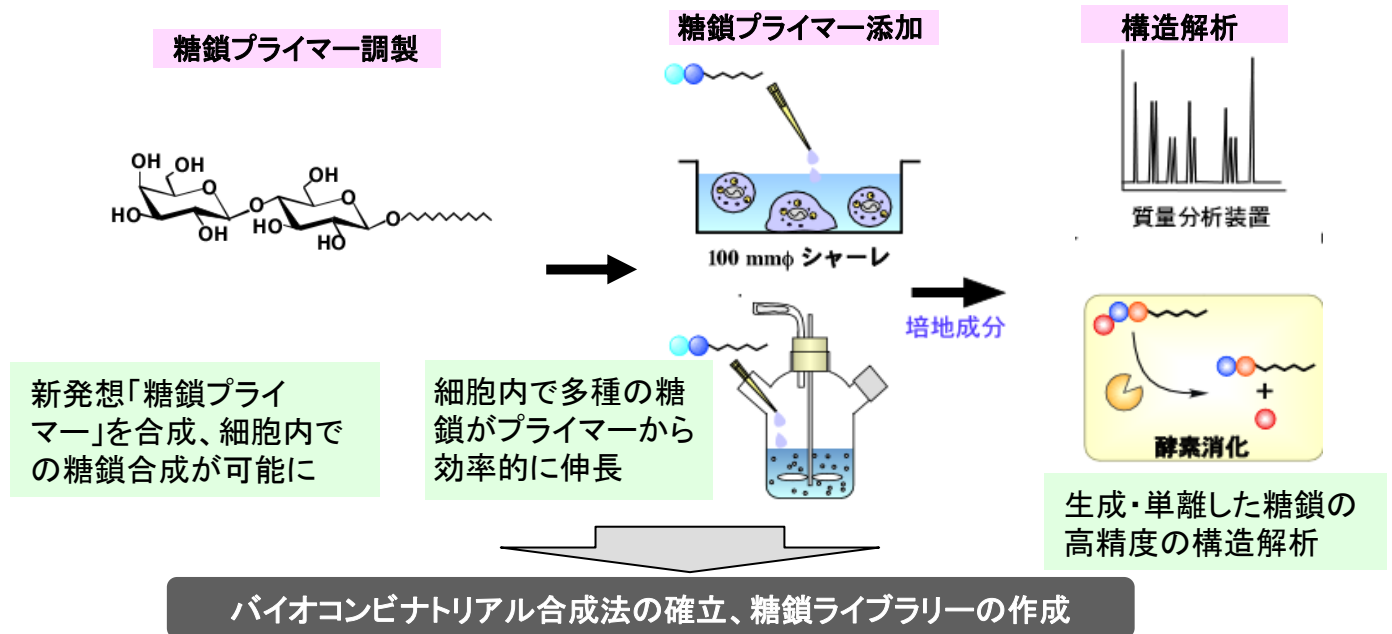 糖鎖プライマー調製
糖鎖プライマー添加
構造解析
OH
OH
HO
O
OH
O
OH
O
HO
OH
O
100 mmφ シャーレ
質量分析装置
培地成分
+
酵素消化
新発想「糖鎖プライ
マー」を合成、細胞内で
の糖鎖合成が可能に
細胞内で多種の糖
鎖がプライマーから
効率的に伸長
生成・単離した糖鎖の
高精度の構造解析
バイオコンビナトリアル合成法の確立、糖鎖ライブラリーの作成